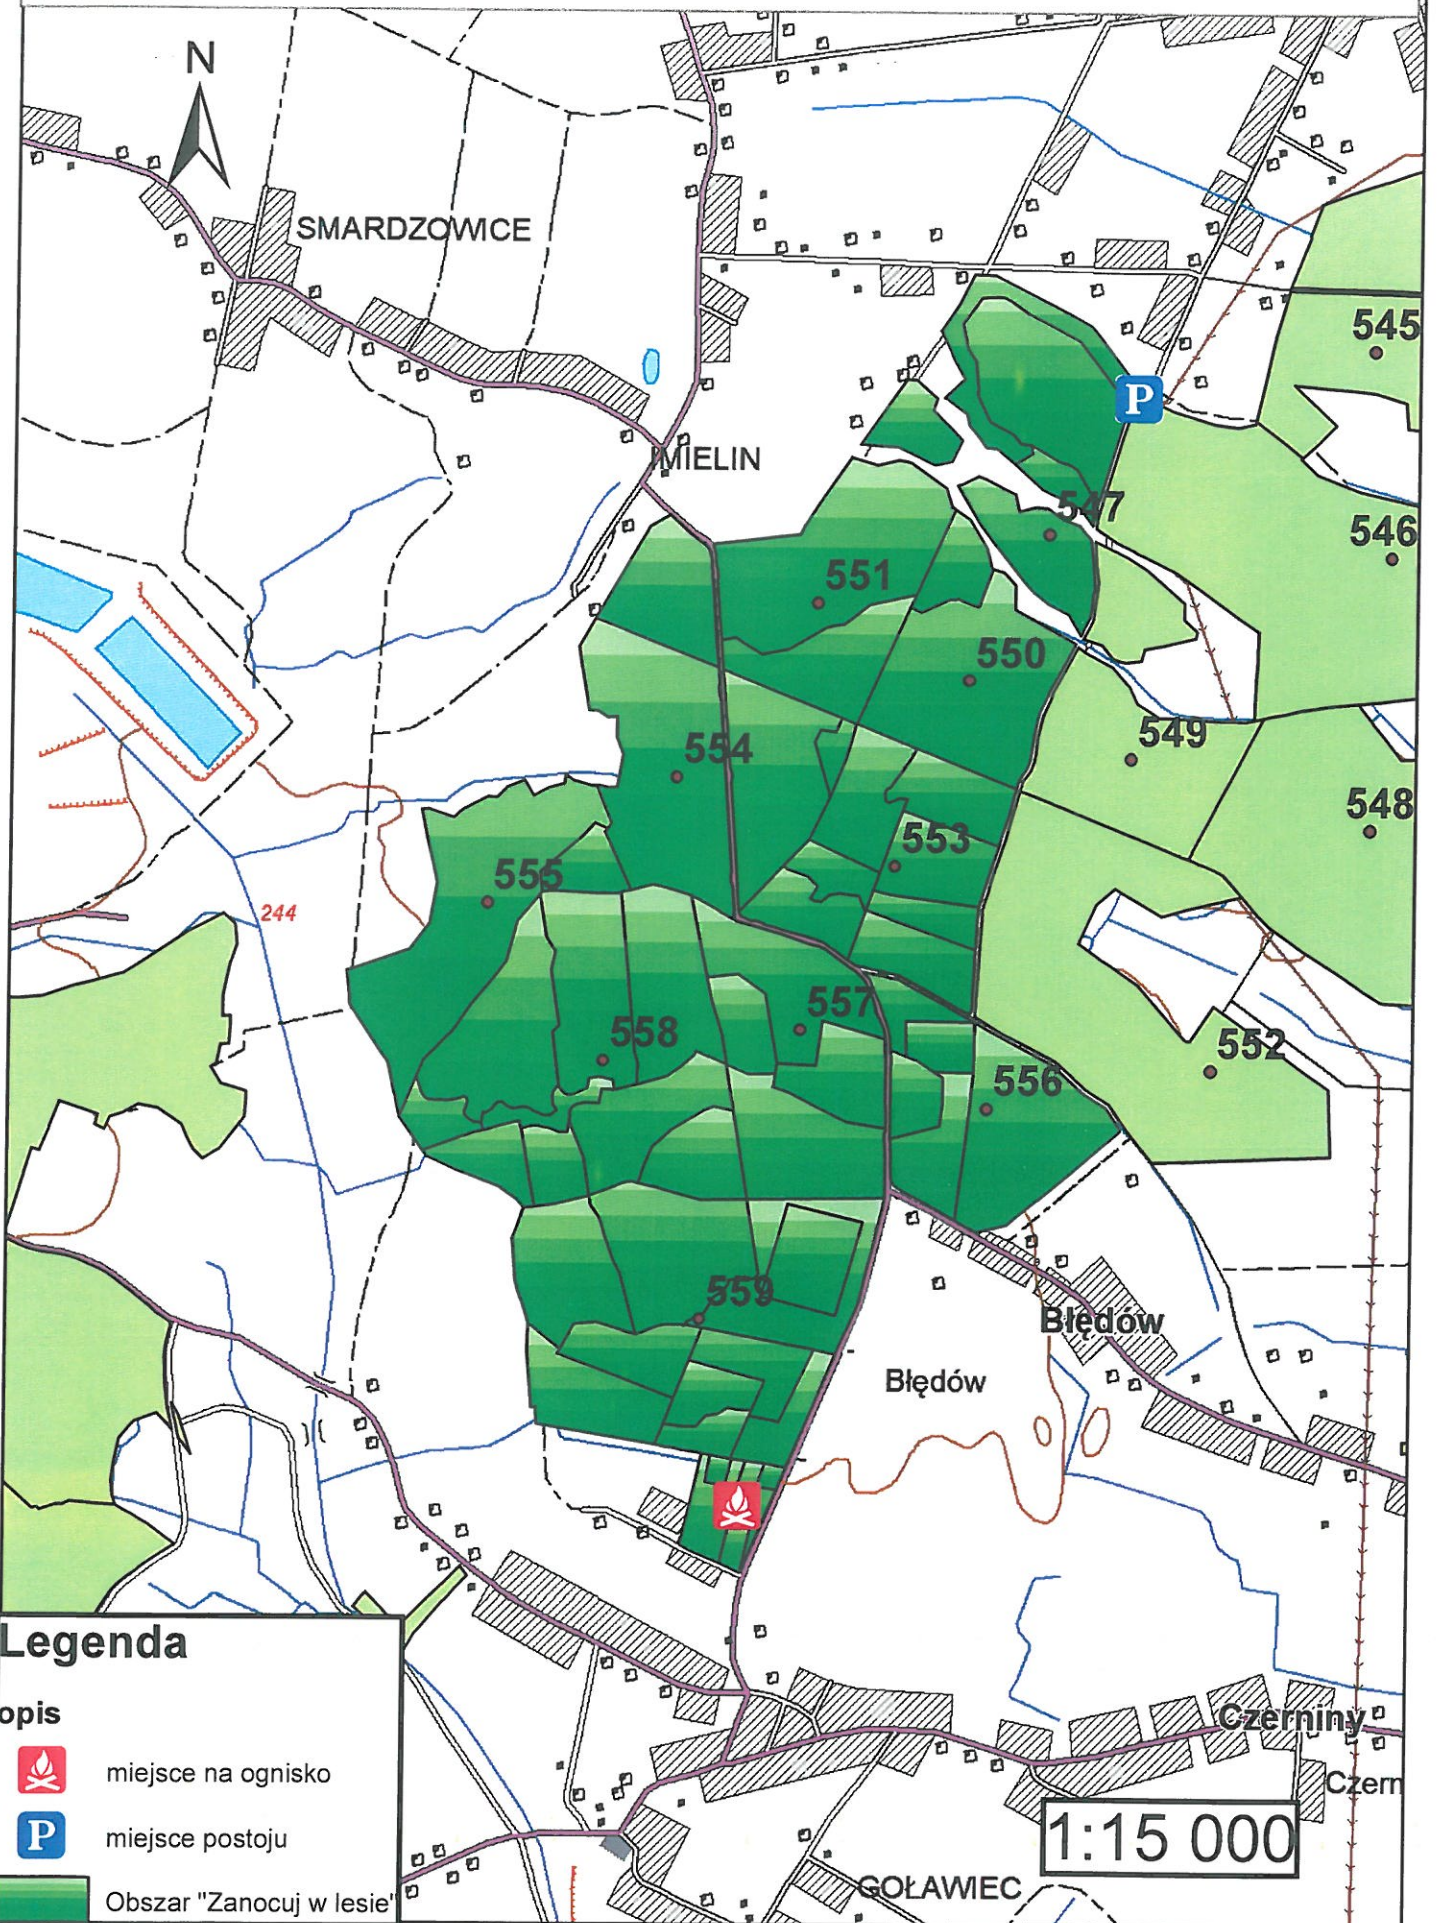 N
SMARDZOWICE
545
P
IMIELIN
547
546
551
550
549
554
548
553
555
244
557
558
552
556
559
Błędów
Błędów
Legenda
opis
miejsce na ognisko
P miejsce postoju
Obszar "Zanocuj w lesie"
Czerniny
Czern
1:15 000
GOŁAWIEC